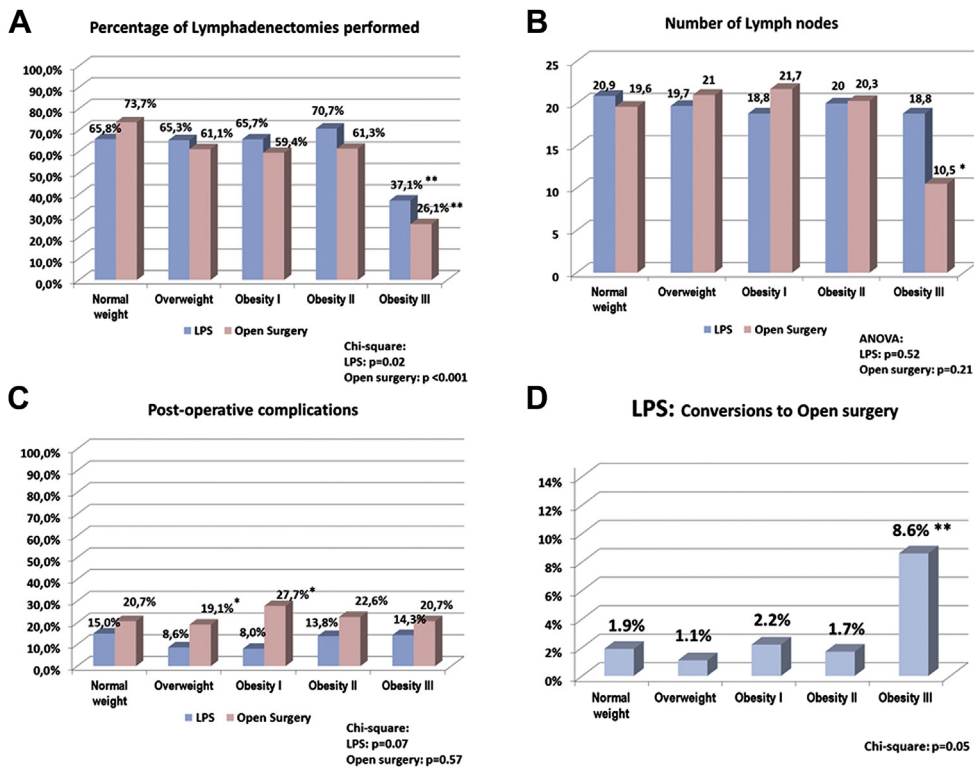 A
Percentage of Lymphadenectomies performed
100,0%
90,0%
80,0%
70,0%
60,0%
50,0%
40,0%
30,0%
20,0%
10,0%
0,0%
65,8% 73,7% 65,3% 61,1% 65,7% 59,4% 70,7% 61,3% 37,1% ** 26,1% **
Normal weight Overweight Obesity I Obesity II Obesity III
LPS Open Surgery
Chi-square:
LPS: p=0.02
Open surgery: p <0.001
B
Number of Lymph nodes
25
20
15
10
5
0
20,9 19,6 19,7 21 18,8 21,7 20 20,3 18,8 10,5 *
Normal weight Overweight Obesity I Obesity II Obesity III
LPS Open Surgery
ANOVA:
LPS: p=0.52
Open surgery: p=0.21
C
Post-operative complications
100,0%
90,0%
80,0%
70,0%
60,0%
50,0%
40,0%
30,0%
20,0%
10,0%
0,0%
15,0% 20,7% 8,6% 19,1% * 8,0% 27,7% * 13,8% 22,6% 14,3% 20,7%
Normal weight Overweight Obesity I Obesity II Obesity III
LPS Open Surgery
Chi-square:
LPS: p=0.07
Open surgery: p=0.57
D
LPS: Conversions to Open surgery
14%
12%
10%
8%
6%
4%
2%
0%
1.9% 1.1% 2.2% 1.7% 8.6% **
Normal weight Overweight Obesity I Obesity II Obesity III
Chi-square: p=0.05